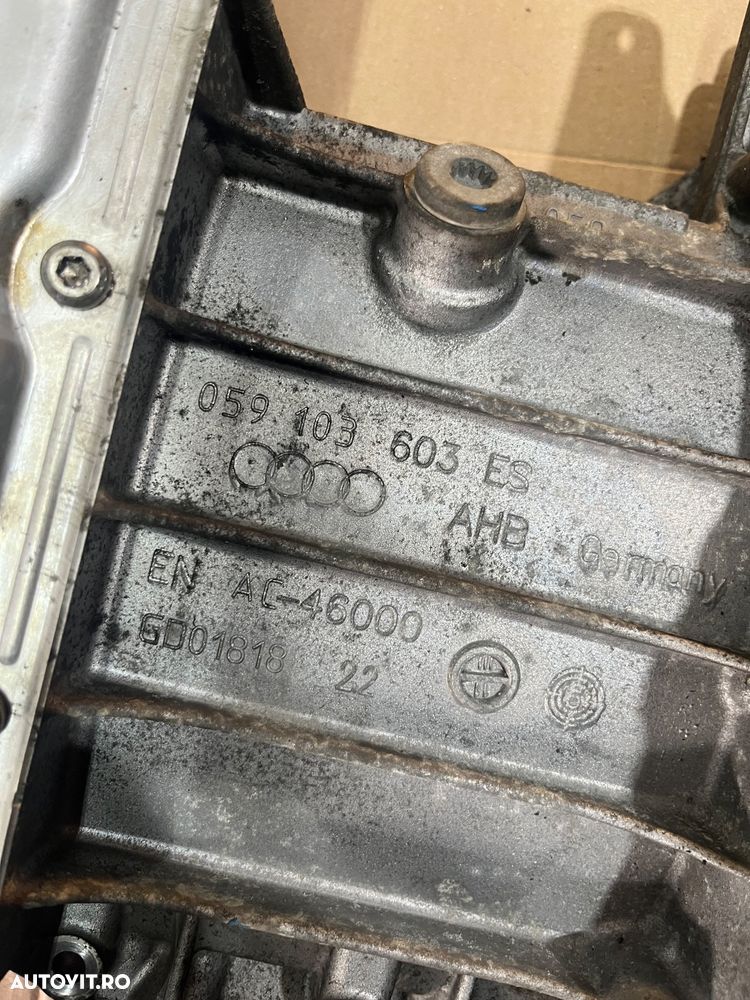 059 103 603 ES
AHB Germany
EN AC-46000
GD01818 22
AUTOVIT.RO